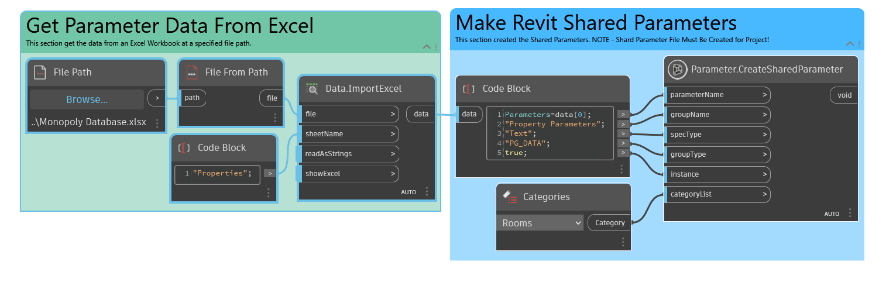 Get Parameter Data From Excel
This section get the data from an Excel Workbook at a specified file path.
File Path
Browse...
>
..\Monopoly Database.xlsx
File From Path
path
file
Code Block
1 "Properties";
>
Data.ImportExcel
file >
data
sheetName >
readAsStrings >
showExcel >
AUTO
Make Revit Shared Parameters
This section created the Shared Parameters. NOTE - Shard Parameter File Must Be Created for Project!
Code Block
data
1 Parameters=data[0]; >
2 "Property Parameters"; >
3 "Text"; >
4 "PG_DATA"; >
5 true; >
Categories
Rooms
Category
Parameter.CreateSharedParameter
parameterName >
void
groupName >
specType >
groupType >
instance >
categoryList >
AUTO